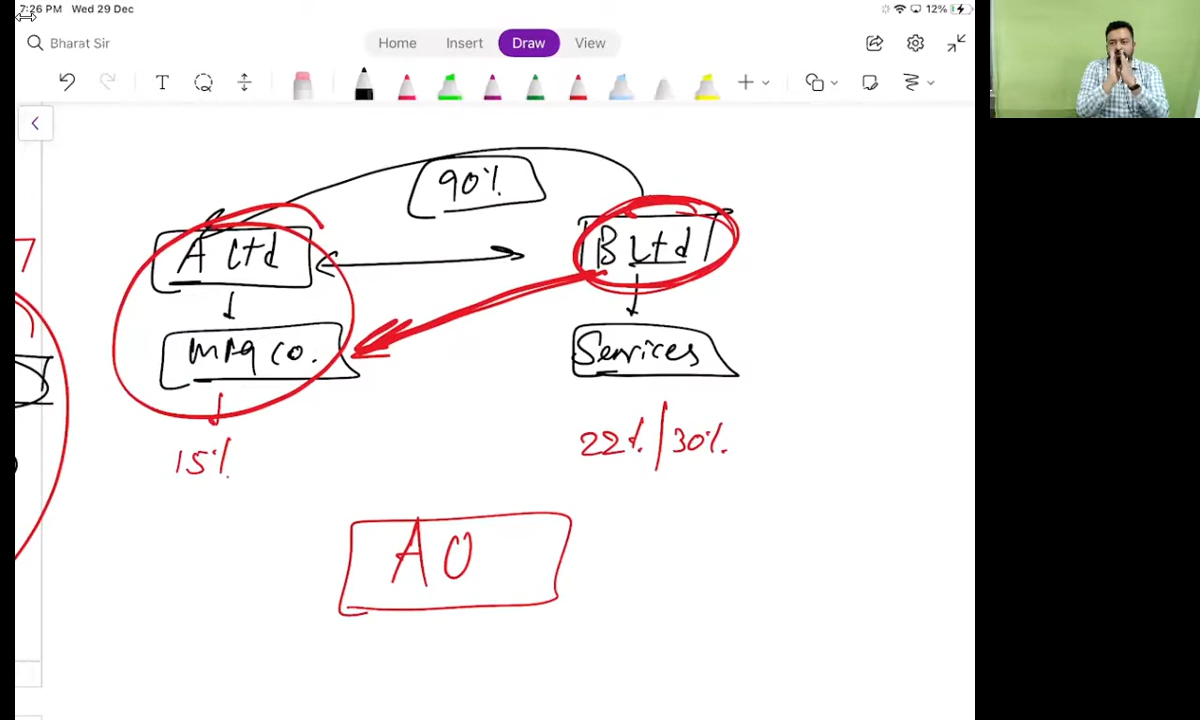 7:26 PM Wed 29 Dec
12%
Bharat Sir
Home Insert Draw View
T
90%
A Ltd
B Ltd
Mfg co.
Services
15%
22% / 30%
AO
7